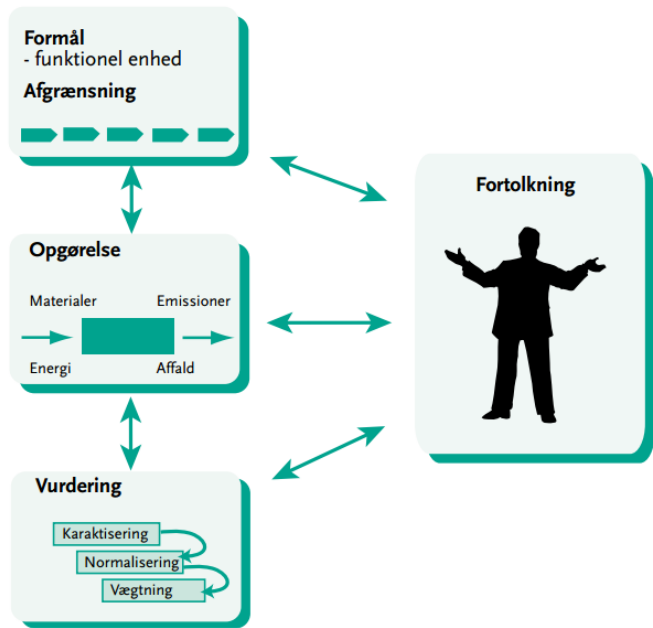 Formål
- funktionel enhed
Afgrænsning
Opgørelse
Materialer
Emissioner
Energi
Affald
Vurdering
Karaktisering
Normalisering
Vægtning
Fortolkning